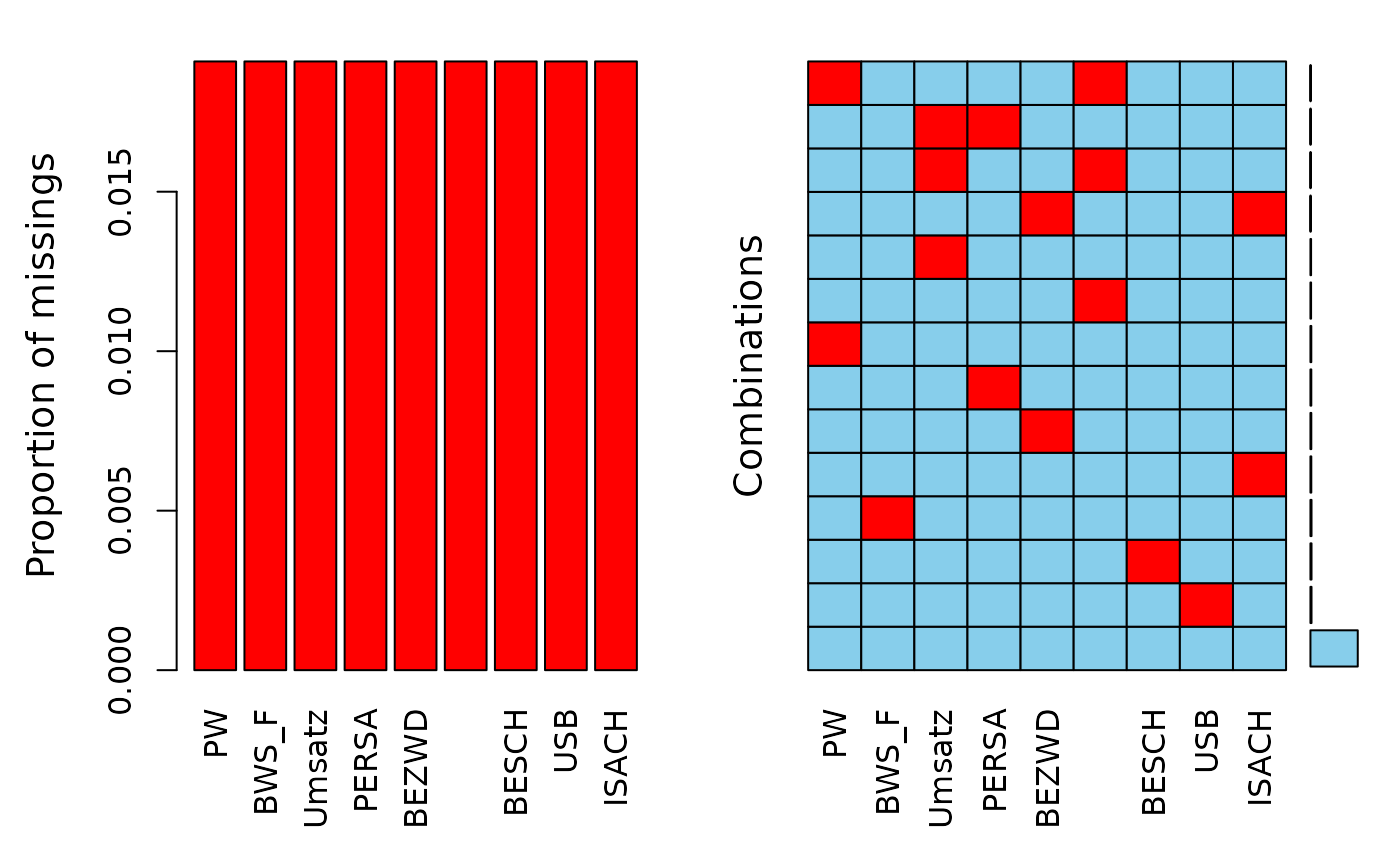 Proportion of missings
0.015
0.010
0.005
0.000
PW
BWS_F
Umsatz
PERSA
BEZWD
BESCH
USB
ISACH
Combinations
PW
BWS_F
Umsatz
PERSA
BEZWD
BESCH
USB
ISACH